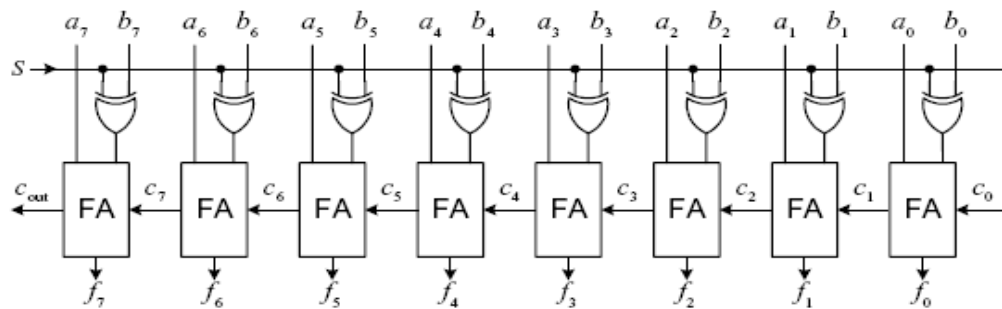 a₇ b₇ a₆ b₆ a₅ b₅ a₄ b₄ a₃ b₃ a₂ b₂ a₁ b₁ a₀ b₀
S
c_out FA c₇ FA c₆ FA c₅ FA c₄ FA c₃ FA c₂ FA c₁ FA c₀
f₇ f₆ f₅ f₄ f₃ f₂ f₁ f₀